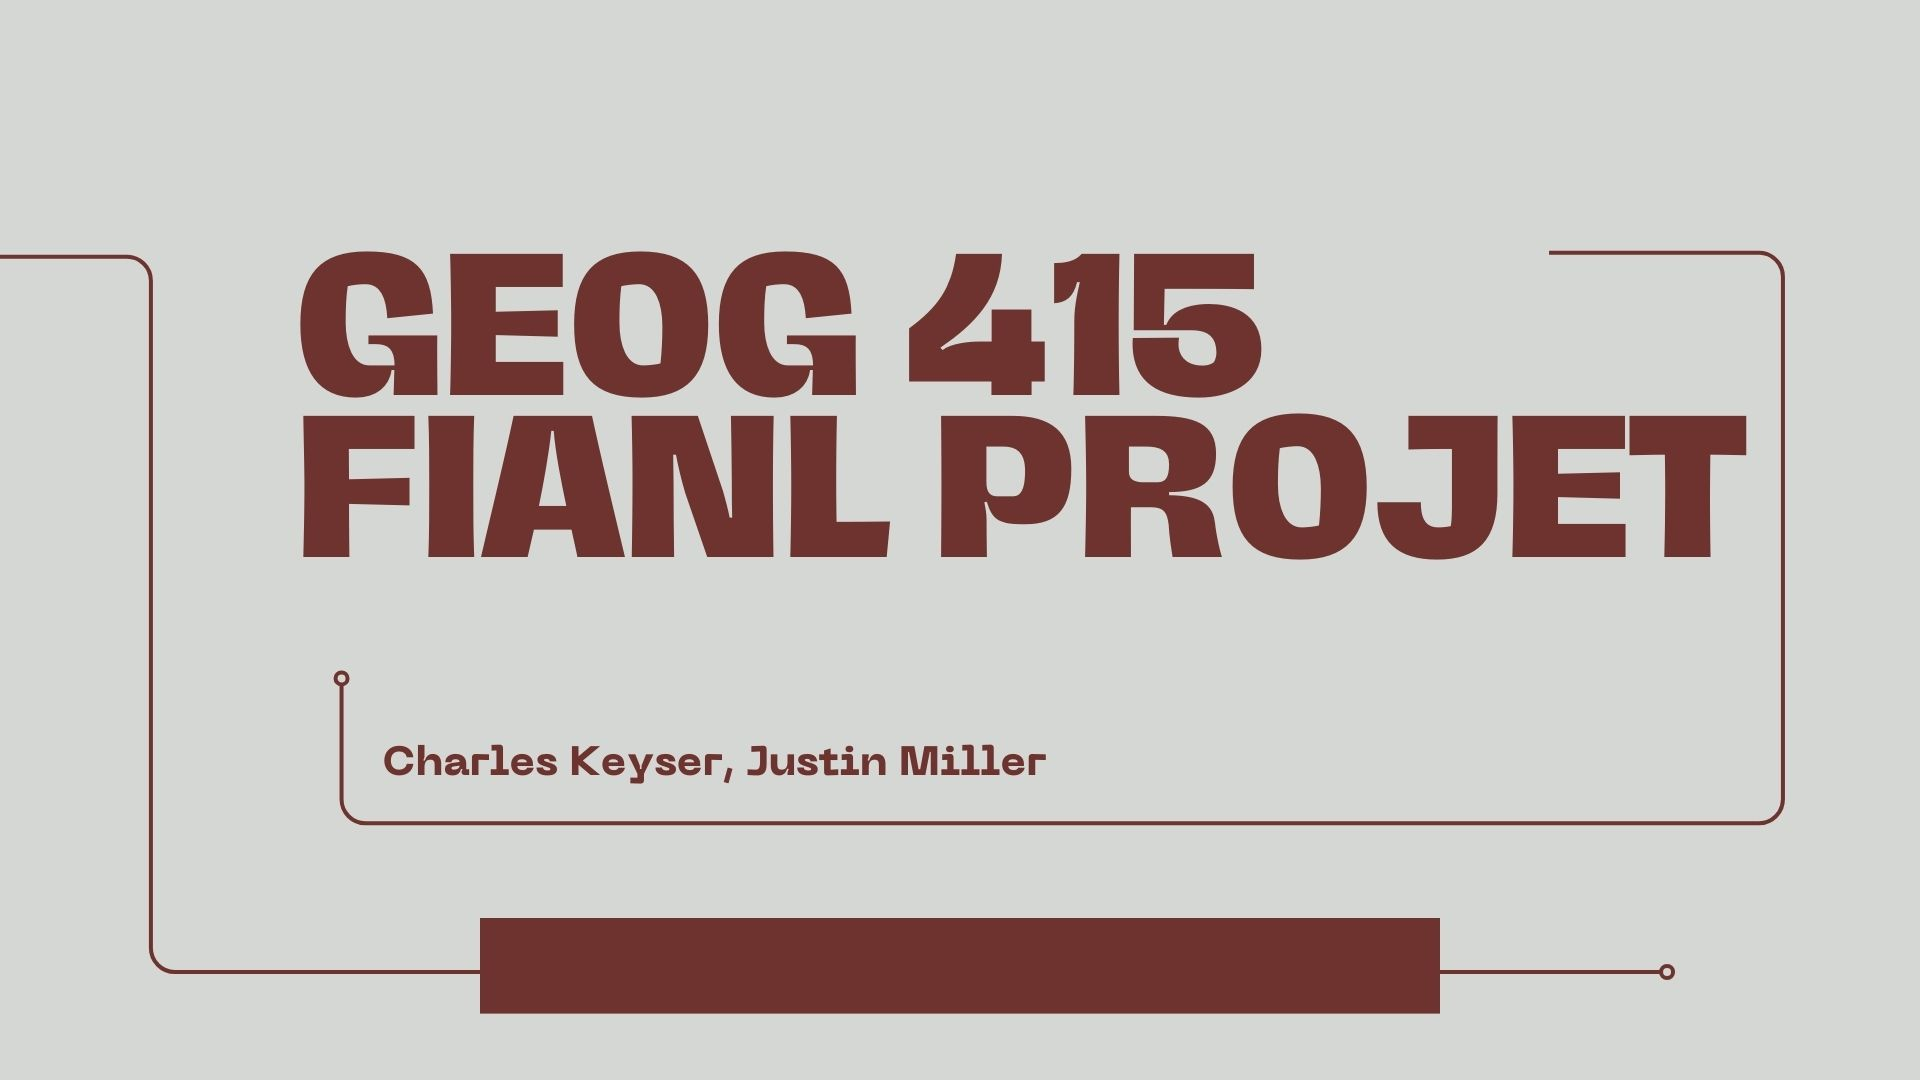 GEOG 415
FIANL PROJET
Charles Keyser, Justin Miller